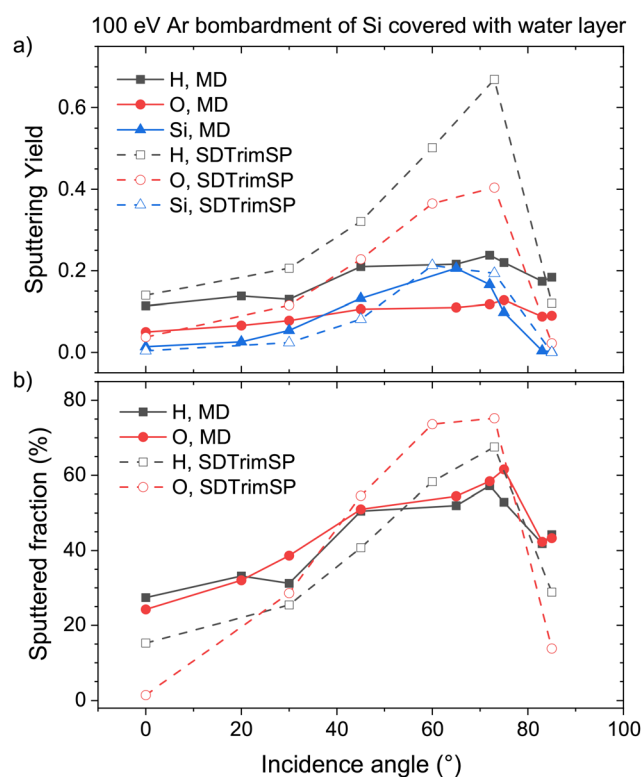 100 eV Ar bombardment of Si covered with water layer
a)
H, MD
O, MD
Si, MD
H, SDTrimSP
O, SDTrimSP
Si, SDTrimSP
0.6
0.4
0.2
0.0
Sputtering Yield
b)
H, MD
O, MD
H, SDTrimSP
O, SDTrimSP
80
60
40
20
0
Sputtered fraction (%)
0 20 40 60 80 100
Incidence angle (°)